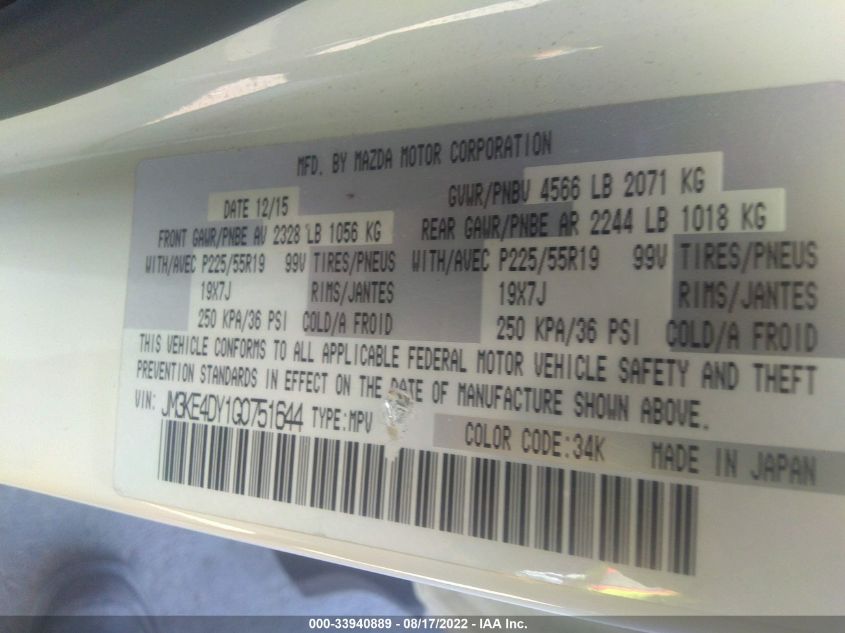 MFD. BY MAZDA MOTOR CORPORATION
DATE 12/15 GVWR/PNBV 4566 LB 2071 KG
FRONT GAWR/PNBE AV 2328 LB 1056 KG REAR GAWR/PNBE AR 2244 LB 1018 KG
WITH/AVEC P225/55R19 99V TIRES/PNEUS WITH/AVEC P225/55R19 99V TIRES/PNEUS
19X7J RIMS/JANTES 19X7J RIMS/JANTES
250 KPA/36 PSI COLD/A FROID 250 KPA/36 PSI COLD/A FROID
THIS VEHICLE CONFORMS TO ALL APPLICABLE FEDERAL MOTOR VEHICLE SAFETY AND THEFT
PREVENTION STANDARDS IN EFFECT ON THE DATE OF MANUFACTURE SHOWN ABOVE.
VIN: JM3KE4DY1G0751644 TYPE:MPV COLOR CODE:34K MADE IN JAPAN
000-33940889 - 08/17/2022 - IAA Inc.